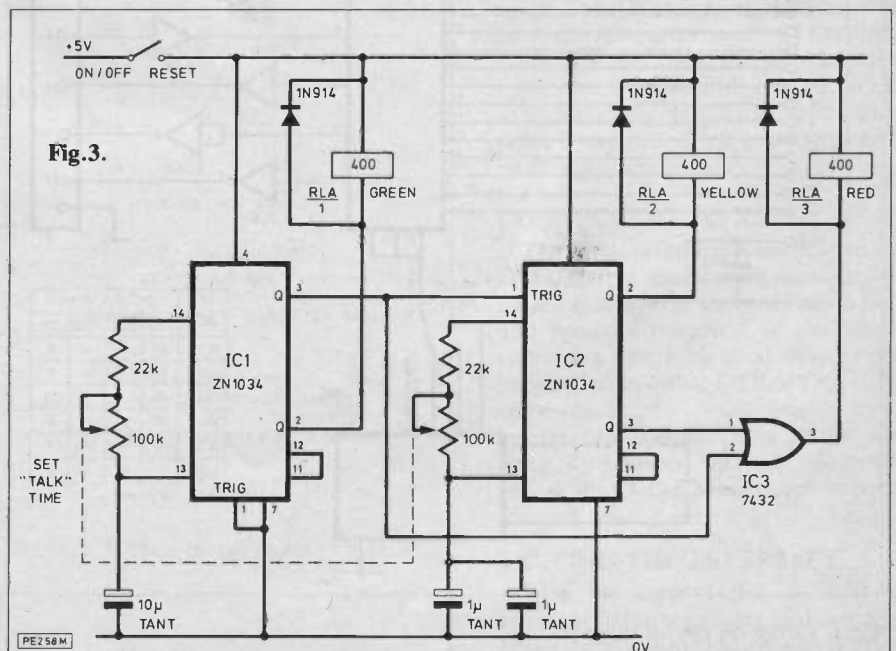 +5V
ON/OFF RESET
Fig.3.
1N914
400
RLA
1
GREEN
1N914
400
RLA
2
YELLOW
1N914
400
RLA
3
RED
4
14
22k
100k
13
SET
"TALK"
TIME
IC1
ZN1034
Q
3
Q
2
12
11
TRIG
1
7
10µ
TANT
4
1
TRIG
14
22k
100k
13
IC2
ZN1034
Q
2
Q
3
12
11
7
1µ
TANT
1µ
TANT
1
2
3
IC3
7432
0V
PE258M